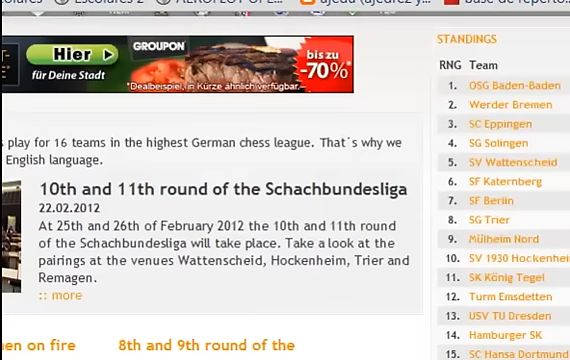 Escolares 2
AEROPLOT OPE...
ajedu (ajedrez y...
Base de reperto...
Hier
für Deine Stadt
GROUPON
bis zu
-70%*
*Dealbeispiel, in Kürze ähnlich verfügbar.
play for 16 teams in the highest German chess league. That´s why we
English language.
10th and 11th round of the Schachbundesliga
22.02.2012
At 25th and 26th of February 2012 the 10th and 11th round
of the Schachbundesliga will take place. Take a look at the
pairings at the venues Wattenscheid, Hockenheim, Trier and
Remagen.
:: more
en on fire
8th and 9th round of the
STANDINGS
RNG Team
1. OSG Baden-Baden
2. Werder Bremen
3. SC Eppingen
4. SG Solingen
5. SV Wattenscheid
6. SF Katernberg
7. SF Berlin
8. SG Trier
9. Mülheim Nord
10. SV 1930 Hockenhei
11. SK König Tegel
12. Turm Emsdetten
13. USV TU Dresden
14. Hamburger SK
15. SC Hansa Dortmund